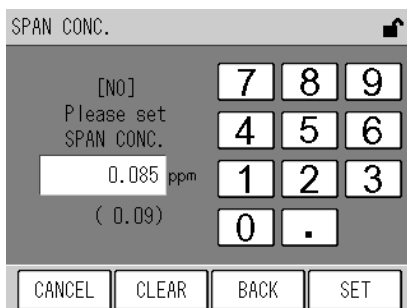 SPAN CONC.
[NO]
Please set
SPAN CONC.
0.085 ppm
( 0.09)
7 8 9
4 5 6
1 2 3
0 .
CANCEL CLEAR BACK SET